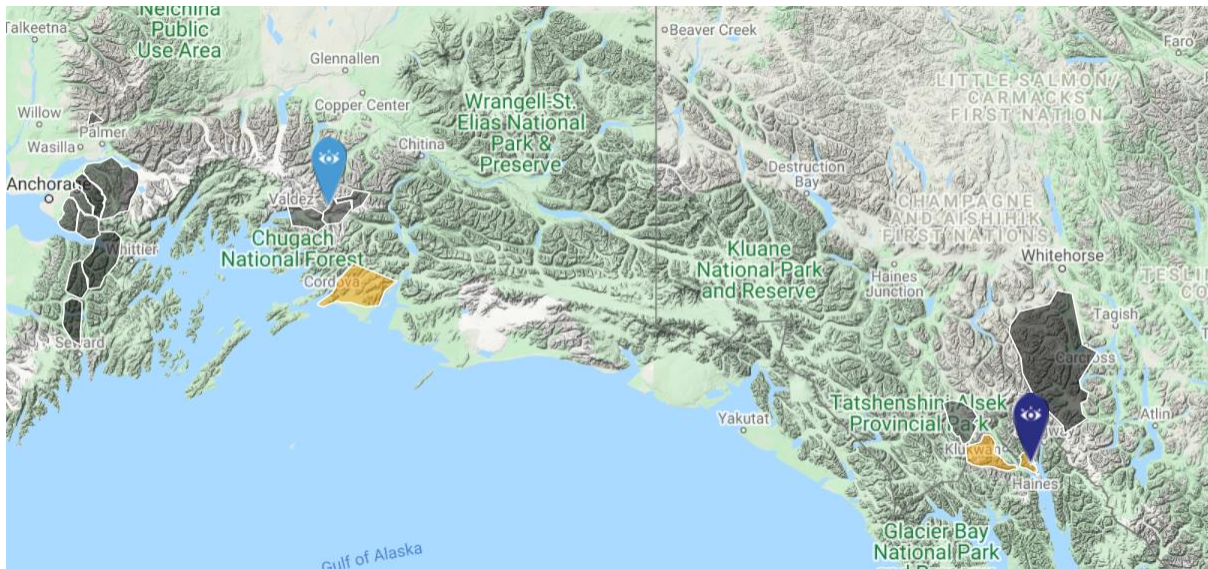 Talkeetna
Nelchina
Public
Use Area
Glennallen
Copper Center
Willow
Palmer
Wasilla
Anchorage
Whittier
Seward
Valdez
Chitina
Chugach
National Forest
Cordova
Wrangell-St.
Elias National
Park &
Preserve
Beaver Creek
Faro
LITTLE SALMON/
CARMACKS
FIRST NATION
Destruction
Bay
CHAMPAGNE
AND AISHIHIK
FIRST NATIONS
Kluane
National Park
and Reserve
Haines
Junction
Whitehorse
TESLIN
CO
Tagish
Carcross
Atlin
Yakutat
Tatshenshini Alsek
Provincial Park
way
Klukwan
Haines
Glacier Bay
National Park
Gulf of Alaska